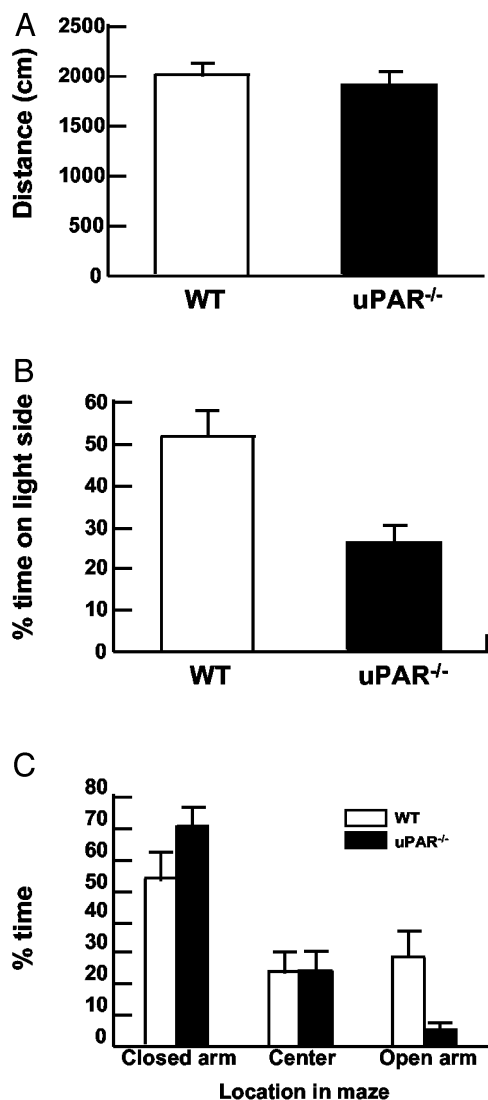 A
Distance (cm)
2500
2000
1500
1000
500
0
WT uPAR-/-
B
% time on light side
60
50
40
30
20
10
0
WT uPAR-/-
C
% time
80
70
60
50
40
30
20
10
0
WT
uPAR-/-
Closed arm Center Open arm
Location in maze